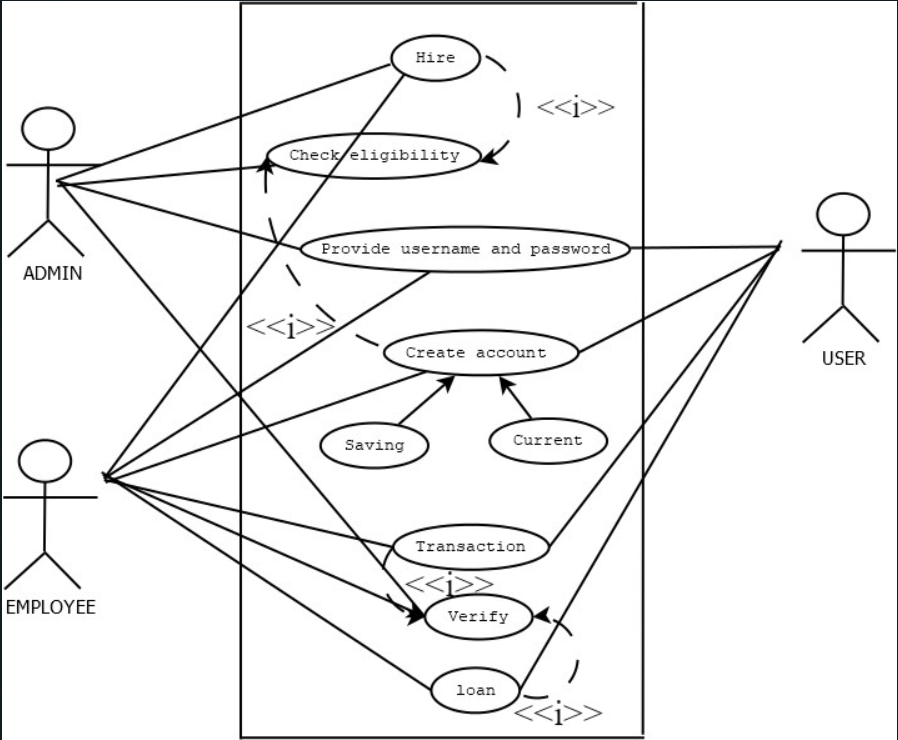 Hire
<<i>>
Check eligibility
Provide username and password
ADMIN
<<i>>
Create account
USER
Saving
Current
Transaction
<<i>>
EMPLOYEE
Verify
loan
<<i>>